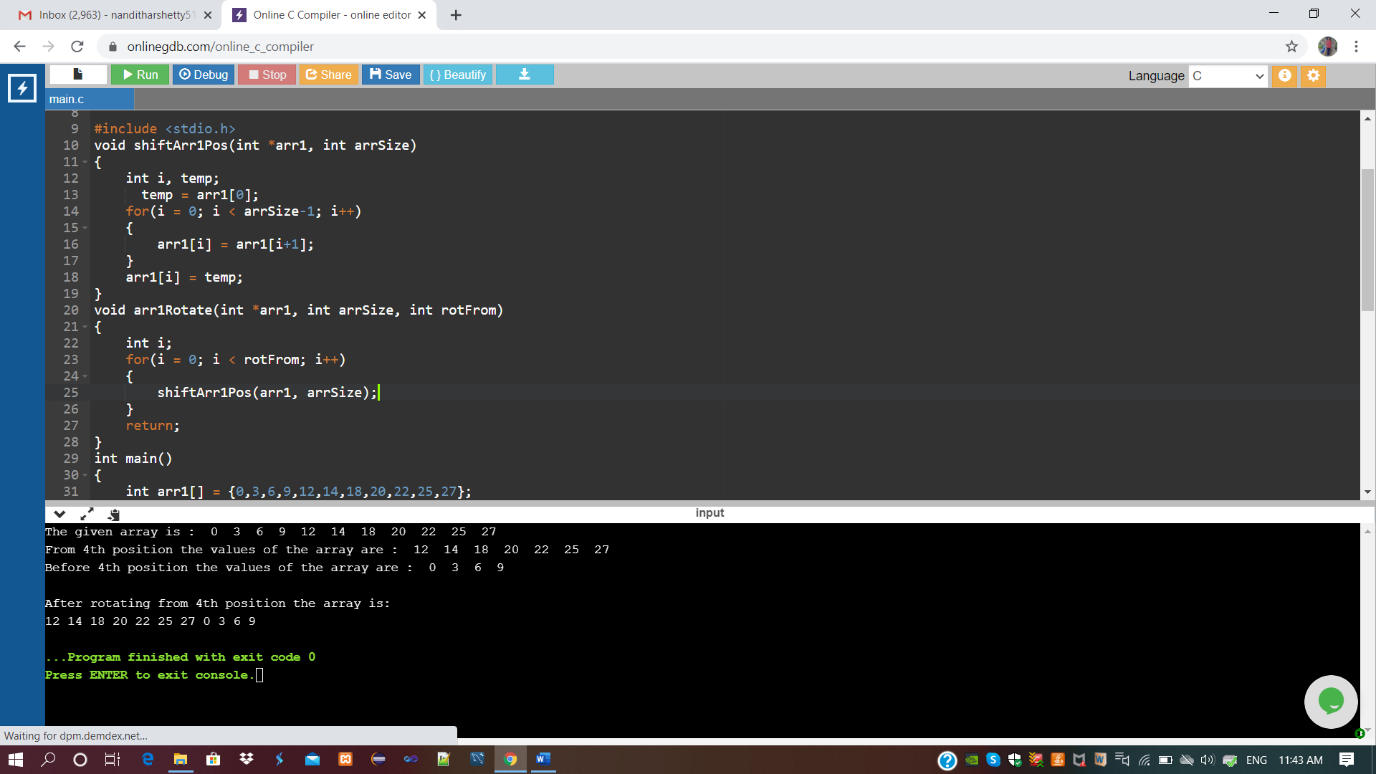 Inbox (2,963) - nanditharshetty51
Online C Compiler - online editor
onlinegdb.com/online_c_compiler
Run Debug Stop Share Save {} Beautify Language C
main.c
8
9 #include <stdio.h>
10 void shiftArr1Pos(int *arr1, int arrSize)
11 {
12 int i, temp;
13 temp = arr1[0];
14 for(i = 0; i < arrSize-1; i++)
15 {
16 arr1[i] = arr1[i+1];
17 }
18 arr1[i] = temp;
19 }
20 void arr1Rotate(int *arr1, int arrSize, int rotFrom)
21 {
22 int i;
23 for(i = 0; i < rotFrom; i++)
24 {
25 shiftArr1Pos(arr1, arrSize);
26 }
27 return;
28 }
29 int main()
30 {
31 int arr1[] = {0,3,6,9,12,14,18,20,22,25,27};
input
The given array is : 0 3 6 9 12 14 18 20 22 25 27
From 4th position the values of the array are : 12 14 18 20 22 25 27
Before 4th position the values of the array are : 0 3 6 9
After rotating from 4th position the array is:
12 14 18 20 22 25 27 0 3 6 9
...Program finished with exit code 0
Press ENTER to exit console.
Waiting for dpm.demdex.net...
ENG 11:43 AM